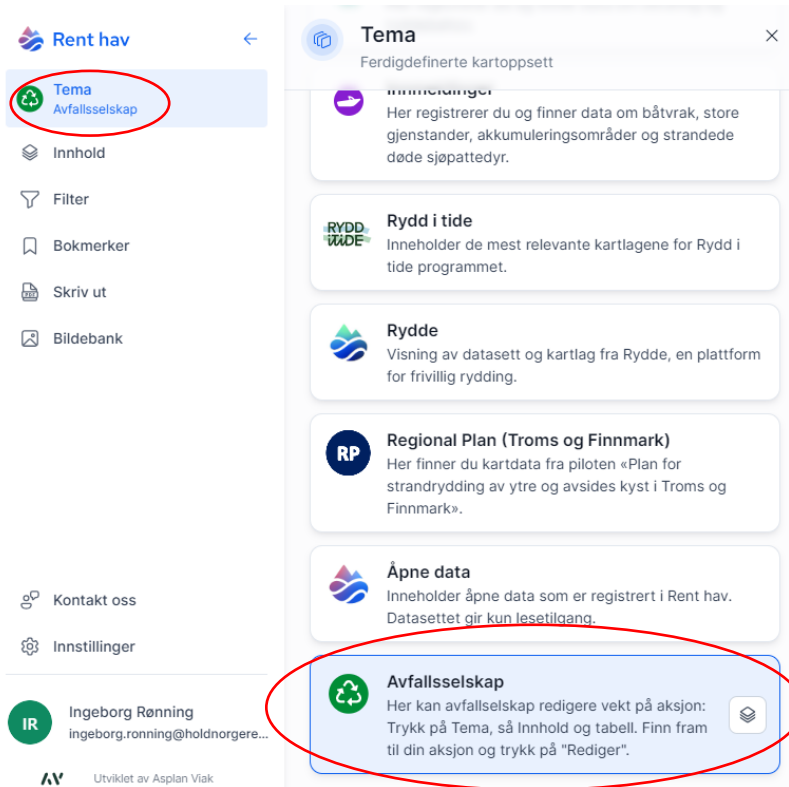 Rent hav
Tema
Avfallsselskap
Innhold
Filter
Bokmerker
Skriv ut
Bildebank
Kontakt oss
Innstillinger
IR
Ingeborg Rønning
ingeborg.ronning@holdnorgere...
Utviklet av Asplan Viak
Tema
Ferdigdefinerte kartoppsett
Innmeldinger
Her registrerer du og finner data om båtvrak, store
gjenstander, akkumuleringsområder og strandede
døde sjøpattedyr.
RYDD
iTiDE
Rydd i tide
Inneholder de mest relevante kartlagene for Rydd i
tide programmet.
Rydde
Visning av datasett og kartlag fra Rydde, en plattform
for frivillig rydding.
RP
Regional Plan (Troms og Finnmark)
Her finner du kartdata fra piloten «Plan for
strandrydding av ytre og avsides kyst i Troms og
Finnmark».
Åpne data
Inneholder åpne data som er registrert i Rent hav.
Datasettet gir kun lesetilgang.
Avfallsselskap
Her kan avfallselskap redigere vekt på aksjon:
Trykk på Tema, så Innhold og tabell. Finn fram
til din aksjon og trykk på "Rediger".